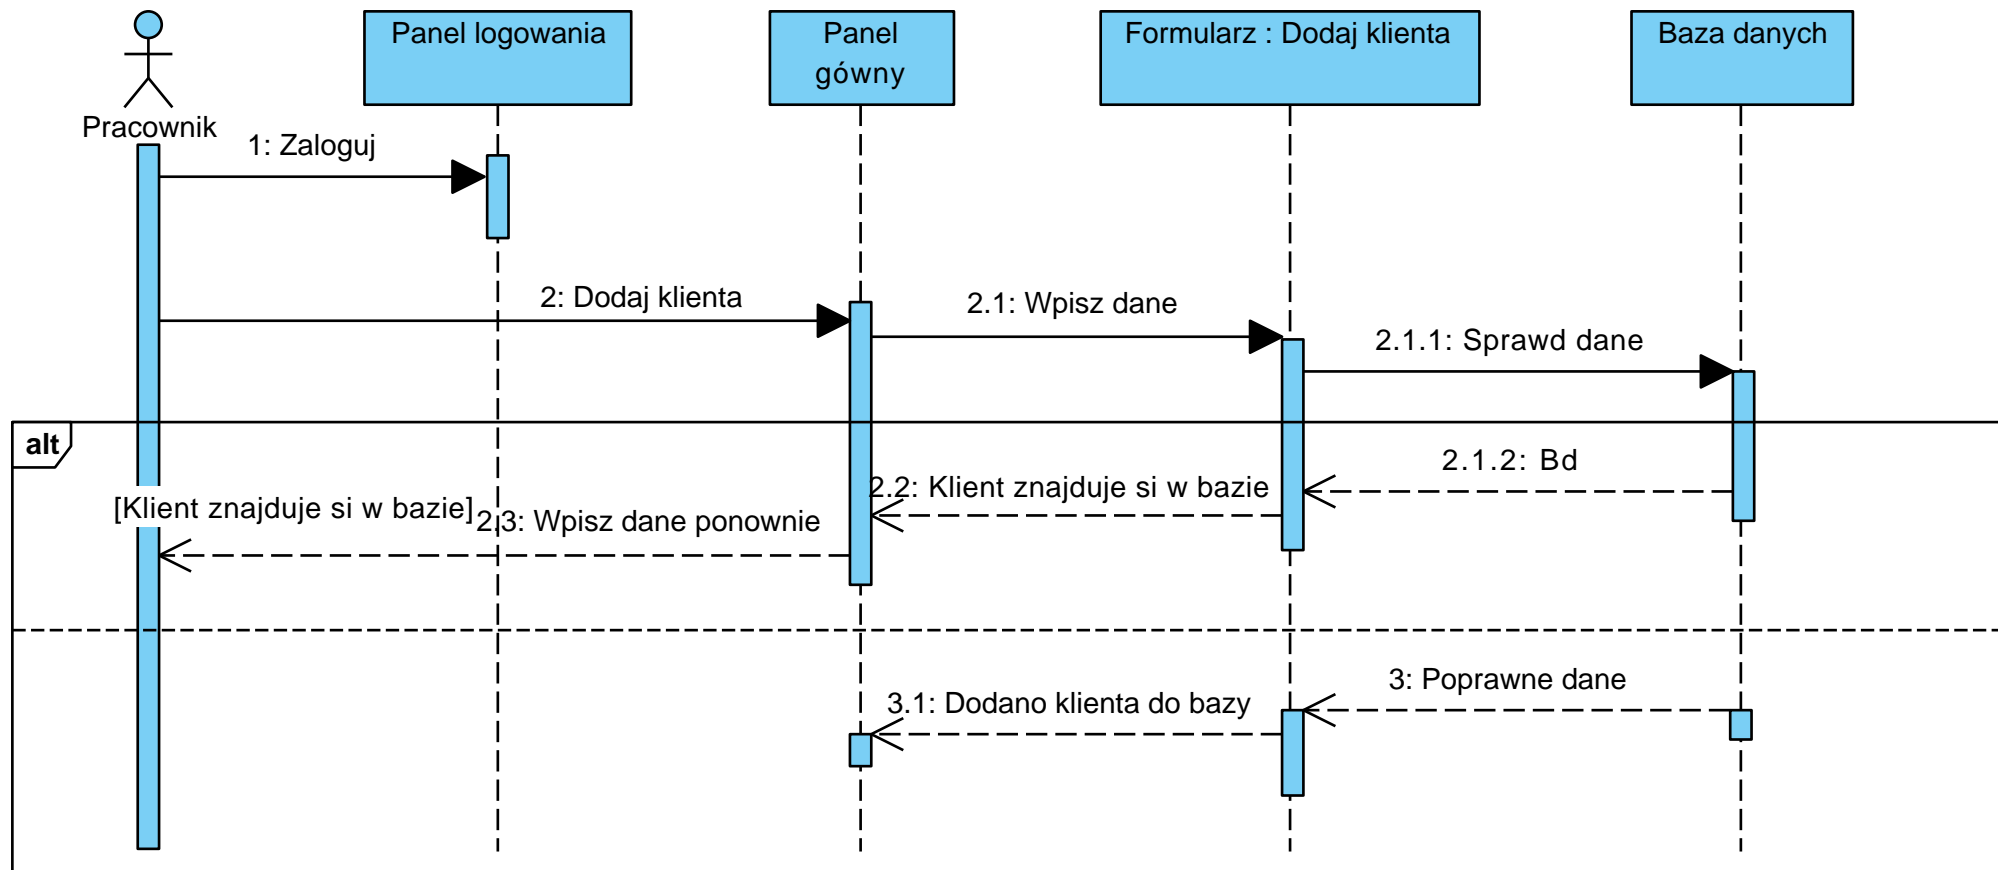 Panel logowania
Panel
gówny
Formularz : Dodaj klienta
Baza danych
Pracownik
1: Zaloguj
2: Dodaj klienta
2.1: Wpisz dane
2.1.1: Sprawd dane
alt
2.1.2: Bd
2.2: Klient znajduje si w bazie
[Klient znajduje si w bazie]
2.3: Wpisz dane ponownie
3: Poprawne dane
3.1: Dodano klienta do bazy